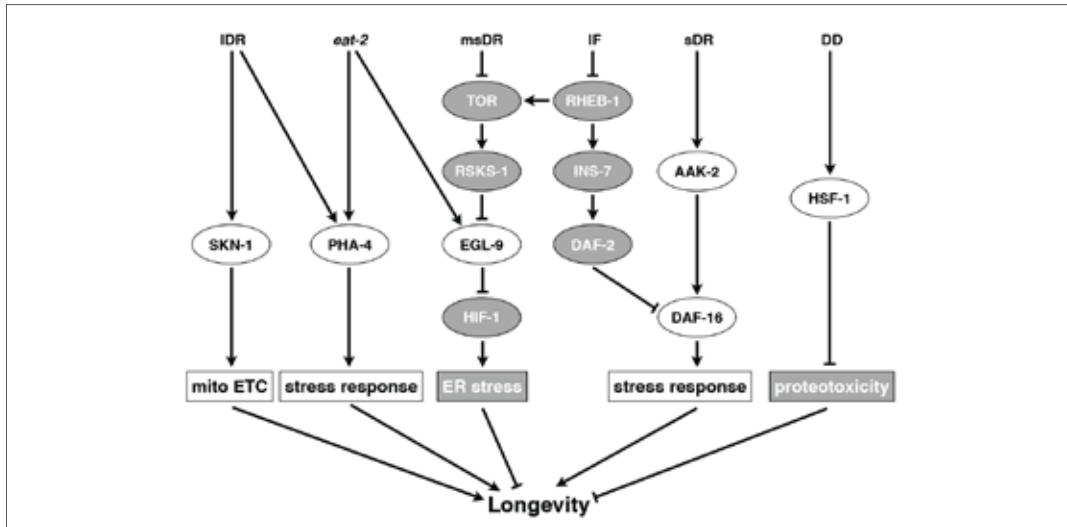 IDR eat-2 msDR IF sDR DD
TOR RHEB-1
RSKS-1 INS-7 AAK-2
HSF-1
SKN-1 PHA-4 EGL-9 DAF-2
HIF-1 DAF-16
mito ETC stress response ER stress stress response proteotoxicity
Longevity